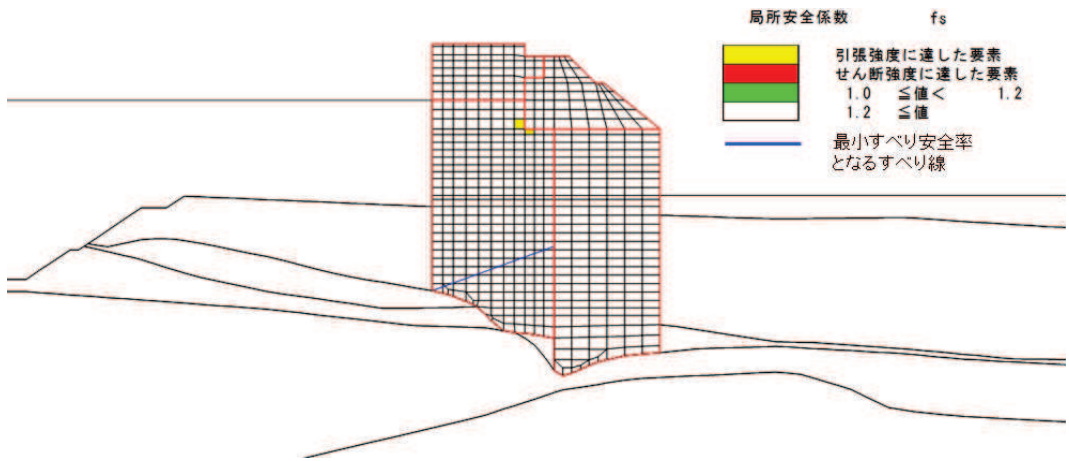 局所安全係数 fs
引張強度に達した要素
せん断強度に達した要素
1.0 ≦値< 1.2
1.2 ≦値
最小すべり安全率
となるすべり線